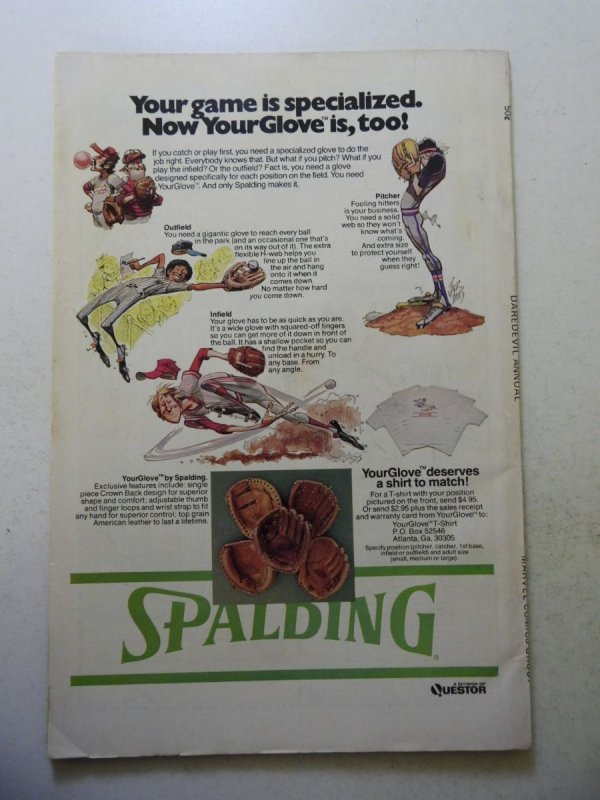 Your game is specialized.
Now YourGlove™ is, too!
If you catch or play first, you need a specialized glove to do the
job right. Everybody knows that. But what if you pitch? What if you
play the infield? Or the outfield? Fact is, you need a glove
designed specifically for each position on the field. You need
YourGlove™. And only Spalding makes it.
Pitcher
Fooling hitters
is your business.
You need a solid
web so they won't
know what's
coming.
And extra size
to protect yourself
when they
guess right!
Outfield
You need a gigantic glove to reach every ball
in the park (and an occasional one that's
on its way out of it). The extra
flexible H-web helps you
line up the ball in
the air and hang
onto it when it
comes down.
No matter how hard
you come down.
Infield
Your glove has to be as quick as you are.
It's a wide glove with squared-off fingers
so you can get more of it down in front of
the ball. It has a shallow pocket so you can
find the handle and
unload in a hurry. To
any base. From
any angle.
YourGlove™ by Spalding.
Exclusive features include: single
piece Crown Back design for superior
shape and comfort; adjustable thumb
and finger loops and wrist strap to fit
any hand for superior control; top grain
American leather to last a lifetime.
YourGlove™ deserves
a shirt to match!
For a T-shirt with your position
pictured on the front, send $4.95.
Or send $2.95 plus the sales receipt
and warranty card from YourGlove™ to:
YourGlove™ T-Shirt
P.O. Box 52546
Atlanta, Ga. 30305
Specify position (pitcher, catcher, 1st base,
infield or outfield) and adult size
(small, medium or large).
SPALDING®
A DIVISION OF
QUESTOR
50¢
DAREDEVIL ANNUAL
MARVEL COMICS GROUP